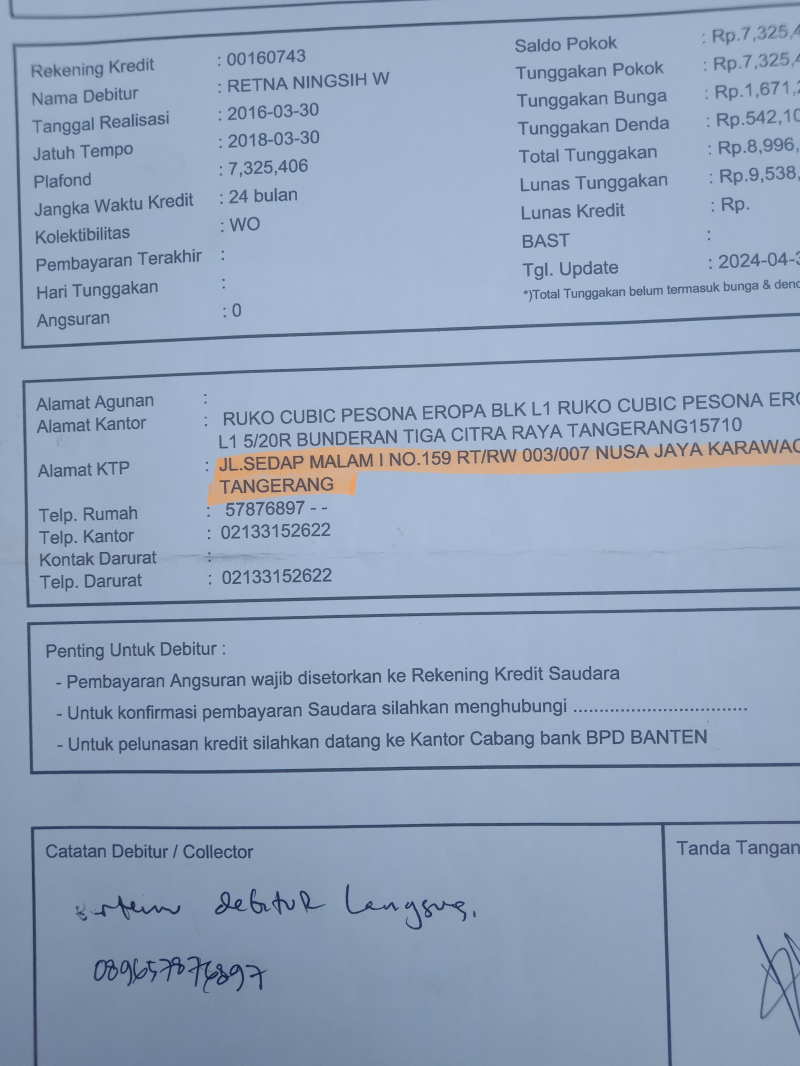 Rekening Kredit : 00160743
Nama Debitur : RETNA NINGSIH W
Tanggal Realisasi : 2016-03-30
Jatuh Tempo : 2018-03-30
Plafond : 7,325,406
Jangka Waktu Kredit : 24 bulan
Kolektibilitas : WO
Pembayaran Terakhir :
Hari Tunggakan :
Angsuran : 0
Saldo Pokok : Rp.7,325,4
Tunggakan Pokok : Rp.7,325,4
Tunggakan Bunga : Rp.1,671,2
Tunggakan Denda : Rp.542,10
Total Tunggakan : Rp.8,996,
Lunas Tunggakan : Rp.9,538,
Lunas Kredit : Rp.
BAST :
Tgl. Update : 2024-04-3
*)Total Tunggakan belum termasuk bunga & dend
Alamat Agunan :
Alamat Kantor : RUKO CUBIC PESONA EROPA BLK L1 RUKO CUBIC PESONA ERO
L1 5/20R BUNDERAN TIGA CITRA RAYA TANGERANG15710
Alamat KTP : JL.SEDAP MALAM I NO.159 RT/RW 003/007 NUSA JAYA KARAWAC
TANGERANG
Telp. Rumah : 57876897 - -
Telp. Kantor : 02133152622
Kontak Darurat :
Telp. Darurat : 02133152622
Penting Untuk Debitur :
- Pembayaran Angsuran wajib disetorkan ke Rekening Kredit Saudara
- Untuk konfirmasi pembayaran Saudara silahkan menghubungi ................................
- Untuk pelunasan kredit silahkan datang ke Kantor Cabang bank BPD BANTEN
Catatan Debitur / Collector
debitur langsung.
089657876897
Tanda Tangan